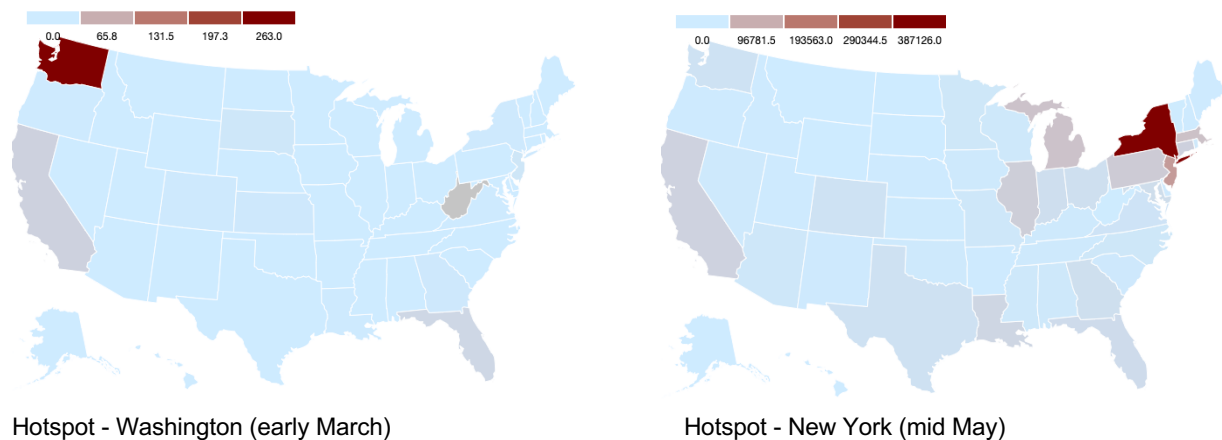 0.0 65.8 131.5 197.3 263.0
0.0 96781.5 193563.0 290344.5 387126.0
Hotspot - Washington (early March)
Hotspot - New York (mid May)